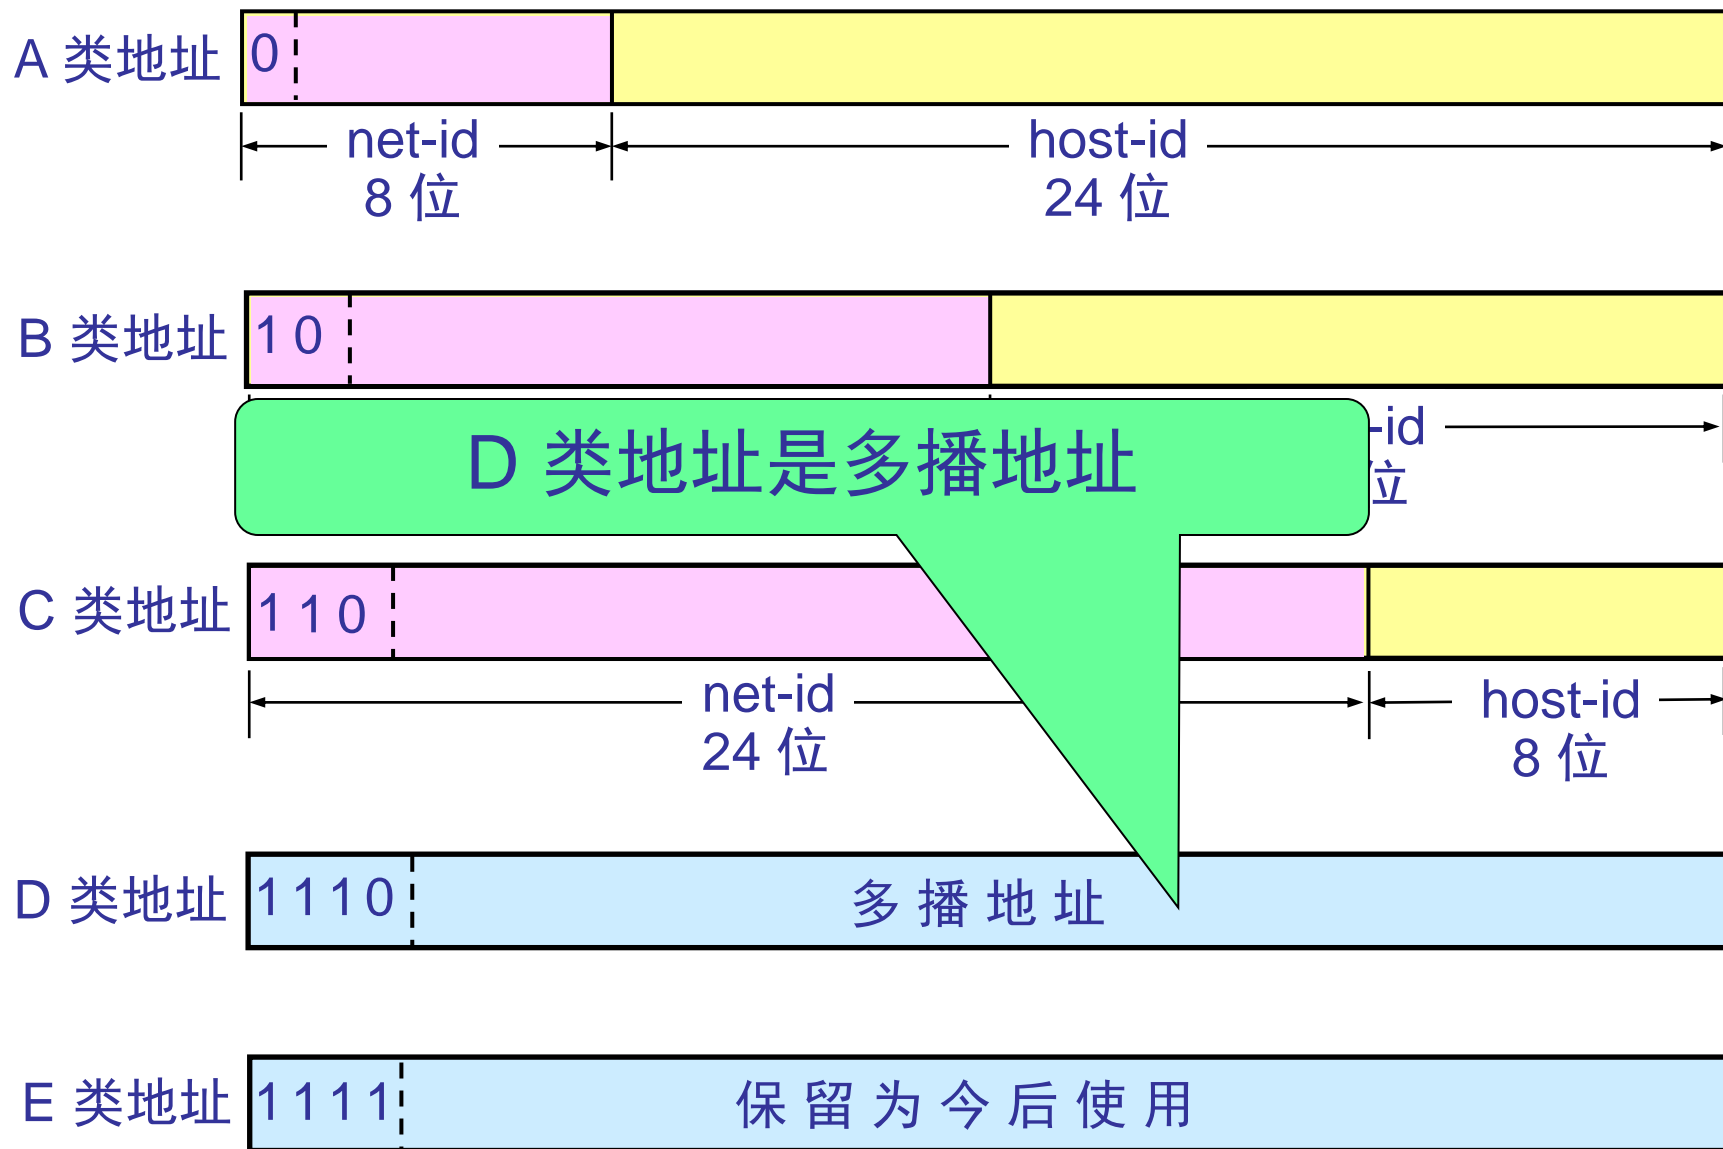 A 类地址
0
net-id
8 位
host-id
24 位
B 类地址
1 0
D 类地址是多播地址
-id
位
C 类地址
1 1 0
net-id
24 位
host-id
8 位
D 类地址
1 1 1 0
多 播 地 址
E 类地址
1 1 1 1
保 留 为 今 后 使 用